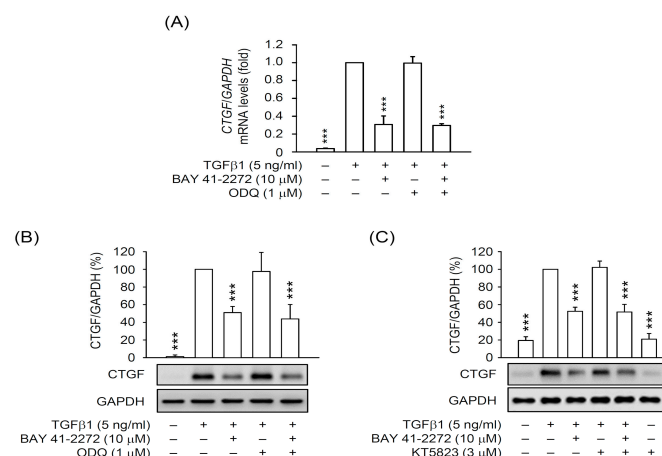 (A)
CTGF/GAPDH
mRNA levels (fold)
1.2
1.0
0.8
0.6
0.4
0.2
0
*** *** ***
TGFβ1 (5 ng/ml) – + + + +
BAY 41-2272 (10 μM) – – + – +
ODQ (1 μM) – – – + +
(B)
CTGF/GAPDH (%)
120
100
80
60
40
20
0
*** *** ***
CTGF
GAPDH
TGFβ1 (5 ng/ml) – + + + +
BAY 41-2272 (10 μM) – – + – +
ODQ (1 μM) – – – + +
(C)
CTGF/GAPDH (%)
120
100
80
60
40
20
0
*** *** *** ***
CTGF
GAPDH
TGFβ1 (5 ng/ml) – + + + + –
BAY 41-2272 (10 μM) – – + – + –
KT5823 (3 μM) – – – + + +